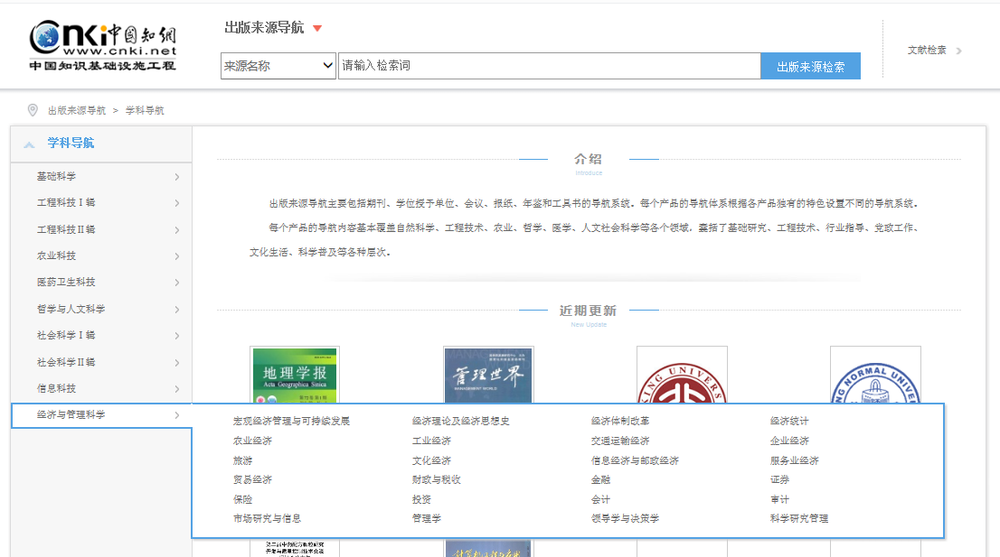 cnki中国知網
www.cnki.net
中国知识基础设施工程
出版来源导航
来源名称
请输入检索词
出版来源检索
文献检索
出版来源导航 > 学科导航
学科导航
基础科学
工程科技Ⅰ辑
工程科技Ⅱ辑
农业科技
医药卫生科技
哲学与人文科学
社会科学Ⅰ辑
社会科学Ⅱ辑
信息科技
经济与管理科学
介绍
Introduce
出版来源导航主要包括期刊、学位授予单位、会议、报纸、年鉴和工具书的导航系统。每个产品的导航体系根据各产品独有的特色设置不同的导航系统。
每个产品的导航内容基本覆盖自然科学、工程技术、农业、哲学、医学、人文社会科学等各个领域，囊括了基础研究、工程技术、行业指导、党政工作、
文化生活、科学普及等各种层次。
近期更新
New Update
地理学报
Acta Geographica Sinica
管理世界
MANAGEMENT WORLD
KING UNIVERS
NG NORMAL UNIV
宏观经济管理与可持续发展 经济理论及经济思想史 经济体制改革 经济统计
农业经济 工业经济 交通运输经济 企业经济
旅游 文化经济 信息经济与邮政经济 服务业经济
贸易经济 财政与税收 金融 证券
保险 投资 会计 审计
市场研究与信息 管理学 领导学与决策学 科学研究管理